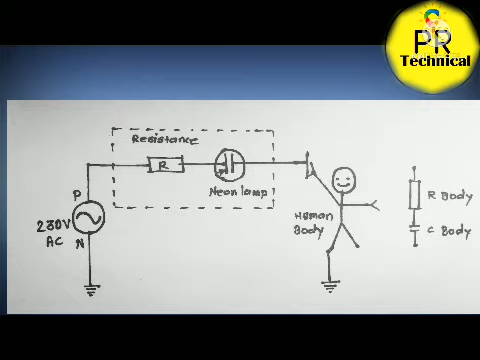 PR
Technical
Resistance
R
Neon lamp
P
230V
AC
N
Human
Body
R Body
C Body